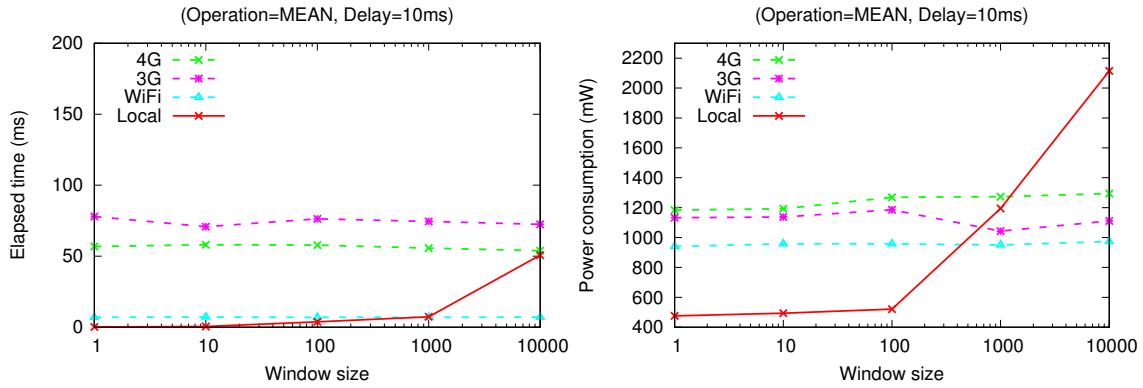 (Operation=MEAN, Delay=10ms)
200
150
100
50
0
1
10
100
1000
10000
Elapsed time (ms)
Window size
4G
3G
WiFi
Local
(Operation=MEAN, Delay=10ms)
2200
2000
1800
1600
1400
1200
1000
800
600
400
1
10
100
1000
10000
Power consumption (mW)
Window size
4G
3G
WiFi
Local